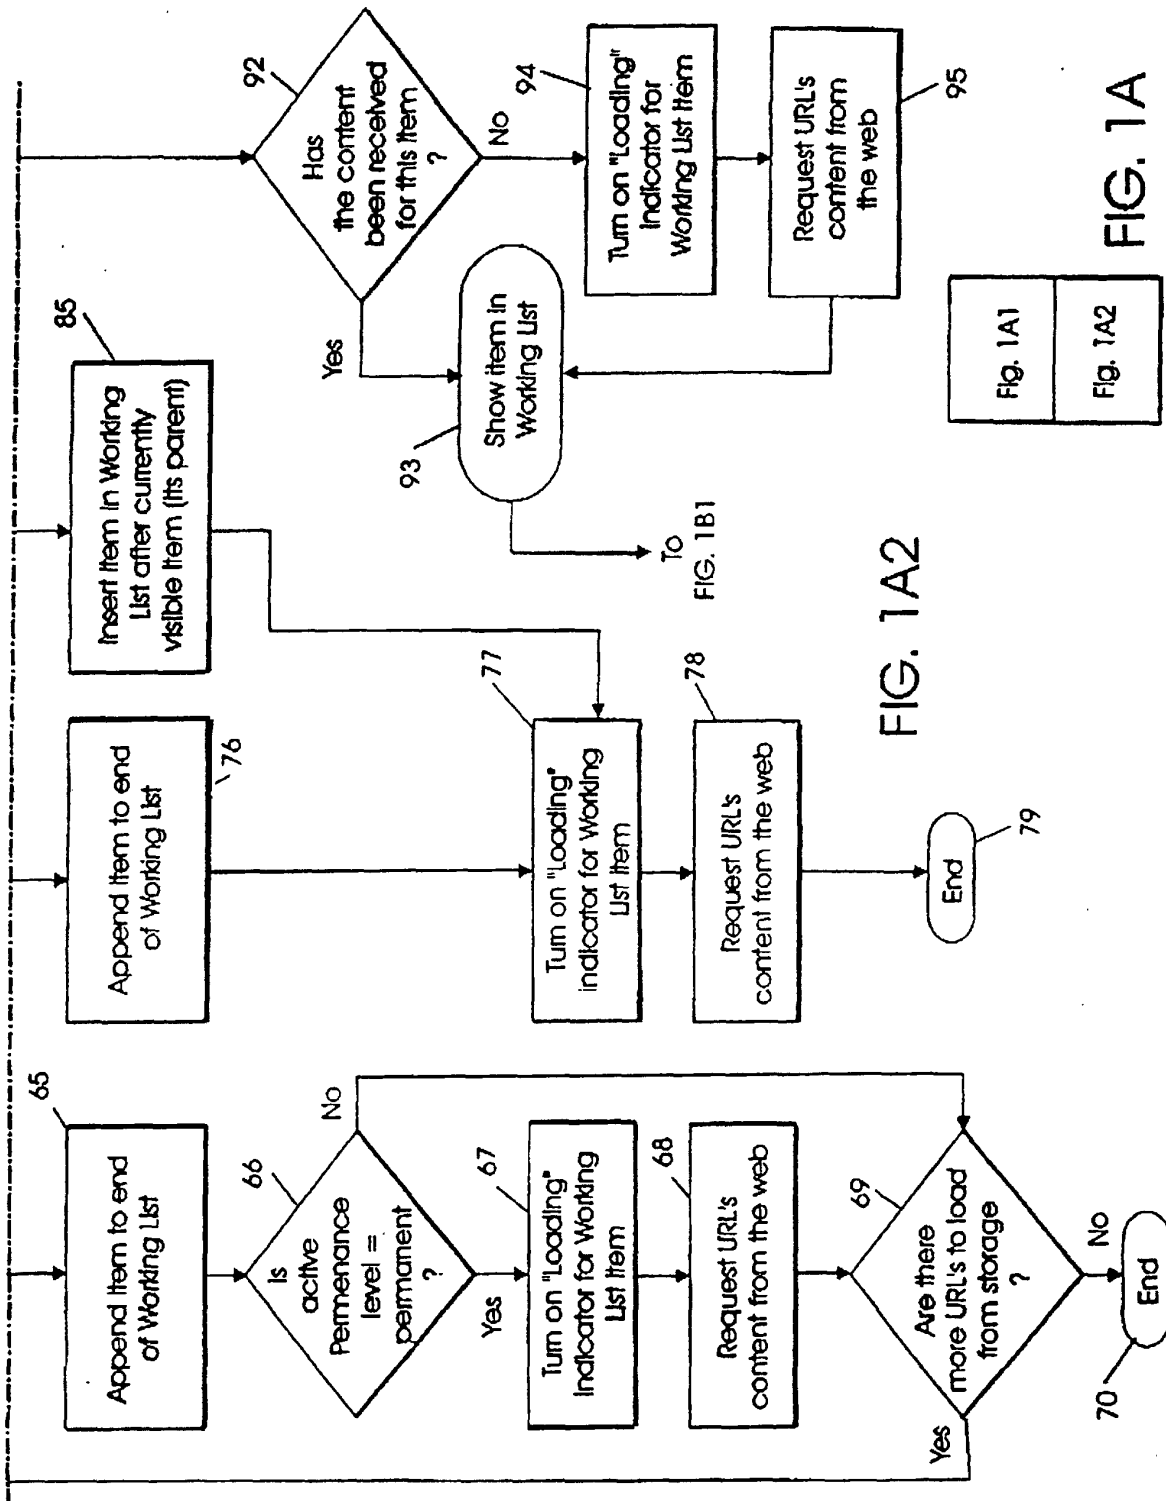 65
Append Item to end
of Working List
66
Is
acitve
Permenance
level =
permanent
?
No
Yes
67
Turn on "Loading"
Indicator for Working
List Item
68
Request URL's
content from the web
69
Are there
more URL's to load
from storage
?
Yes
No
70
End
76
Append Item to end
of Working List
77
Turn on "Loading"
Indicator for Working
List Item
78
Request URL's
content from the web
79
End
85
Insert Item in Working
List after currently
visible Item (Its parent)
92
Has
the content
been received
for this Item
?
Yes
No
93
Show Item in
Working List
To
FIG. 1B1
94
Turn on "Loading"
Indicator for
Working List Item
95
Request URL's
content from
the web
FIG. 1A2
Fig. 1A1
Fig. 1A2
FIG. 1A